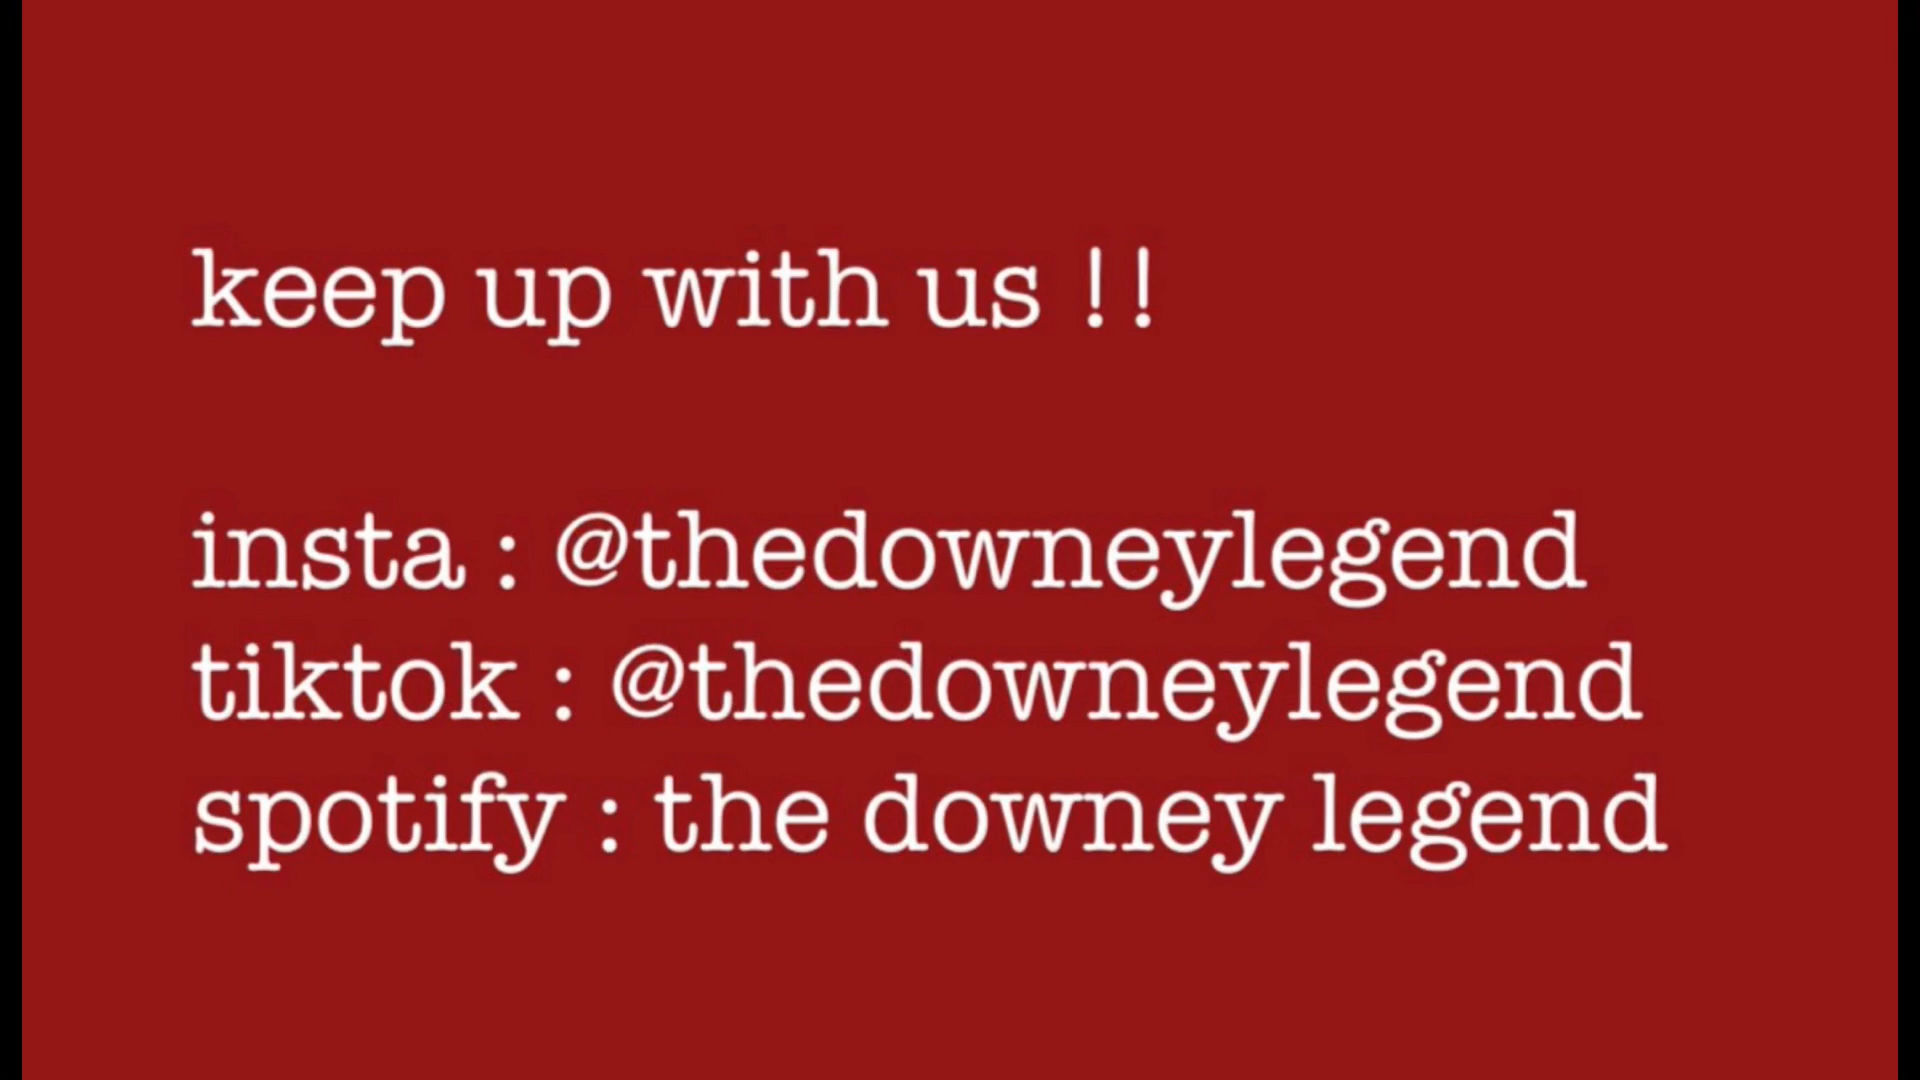 keep up with us !!
insta : @thedowneylegend
tiktok : @thedowneylegend
spotify : the downey legend